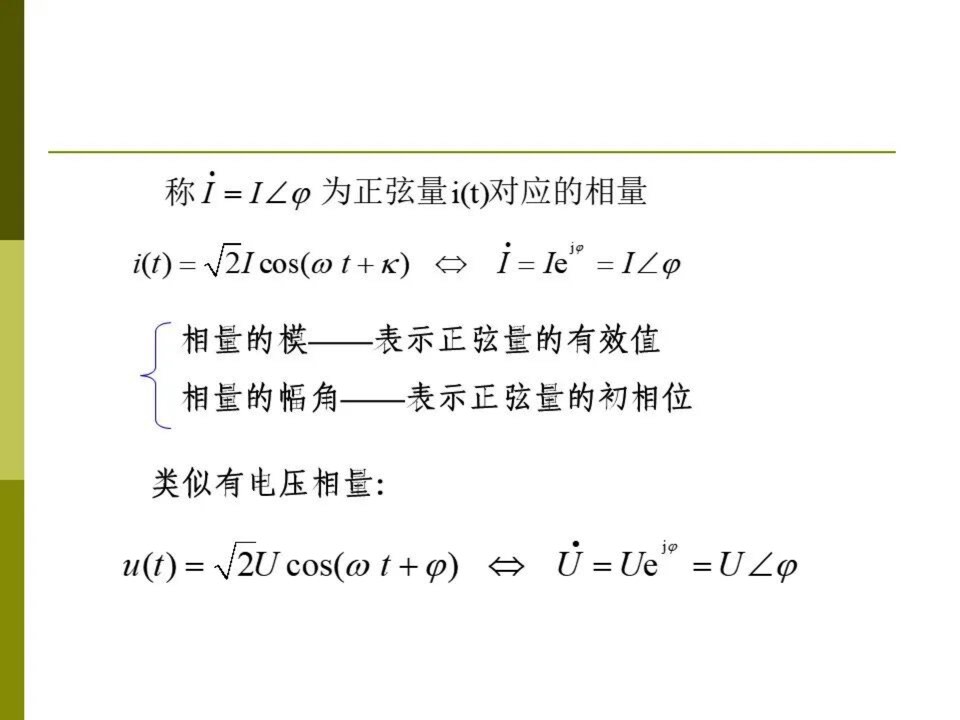 称 İ = I∠φ 为正弦量i(t)对应的相量
i(t) = √2I cos(ω t + κ) ⇔ İ = Ie^jφ = I∠φ
相量的模——表示正弦量的有效值
相量的幅角——表示正弦量的初相位
类似有电压相量:
u(t) = √2U cos(ω t + φ) ⇔ U̇ = Ue^jφ = U∠φ